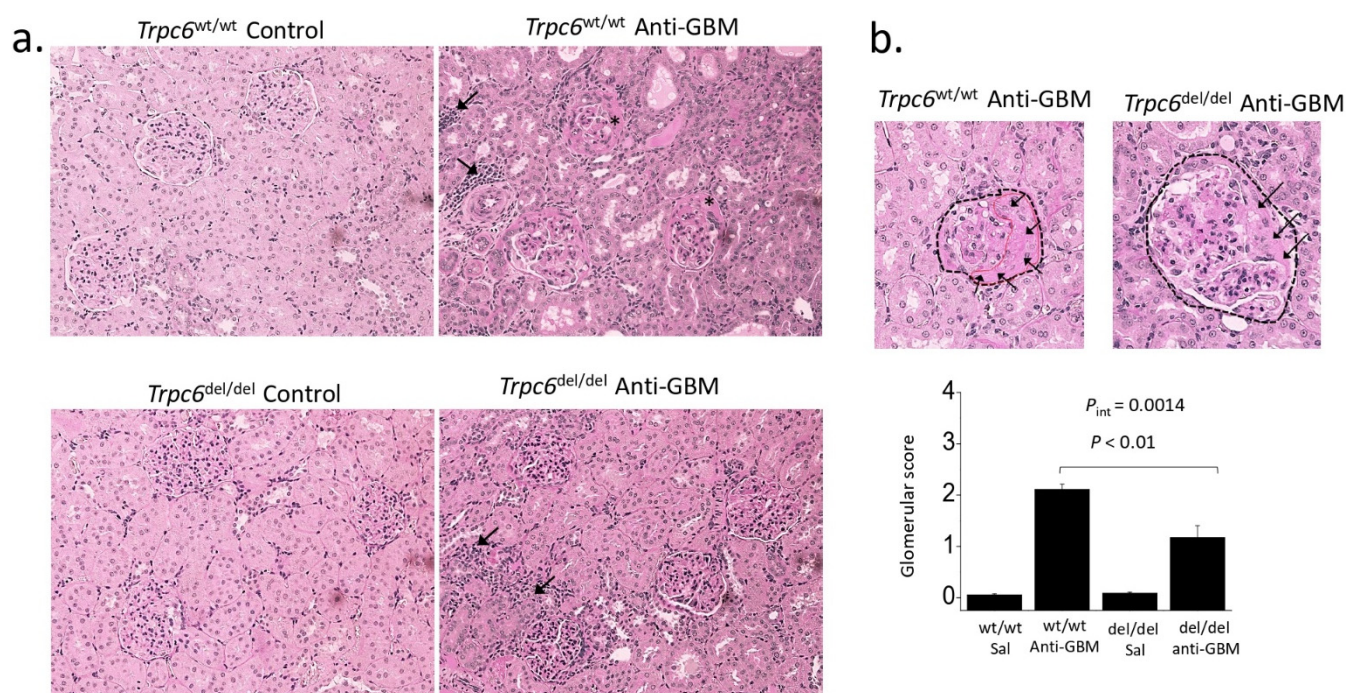 a.
Trpc6wt/wt Control
Trpc6wt/wt Anti-GBM
*
*
Trpc6del/del Control
Trpc6del/del Anti-GBM
b.
Trpc6wt/wt Anti-GBM
Trpc6del/del Anti-GBM
Glomerular score
4
3
2
1
0
Pint = 0.0014
P < 0.01
wt/wt
Sal
wt/wt
Anti-GBM
del/del
Sal
del/del
anti-GBM